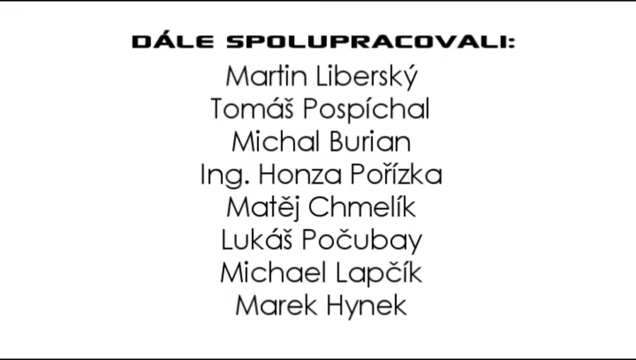 DÁLE SPOLUPRACOVALI:
Martin Liberský
Tomáš Pospíchal
Michal Burian
Ing. Honza Pořízka
Matěj Chmelík
Lukáš Počubay
Michael Lapčík
Marek Hynek